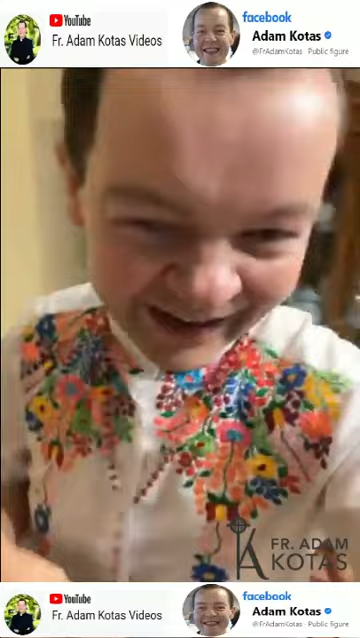 YouTube
Fr. Adam Kotas Videos
facebook
Adam Kotas
@FrAdamKotas · Public figure
FR. ADAM
KOTAS
YouTube
Fr. Adam Kotas Videos
facebook
Adam Kotas
@FrAdamKotas · Public figure